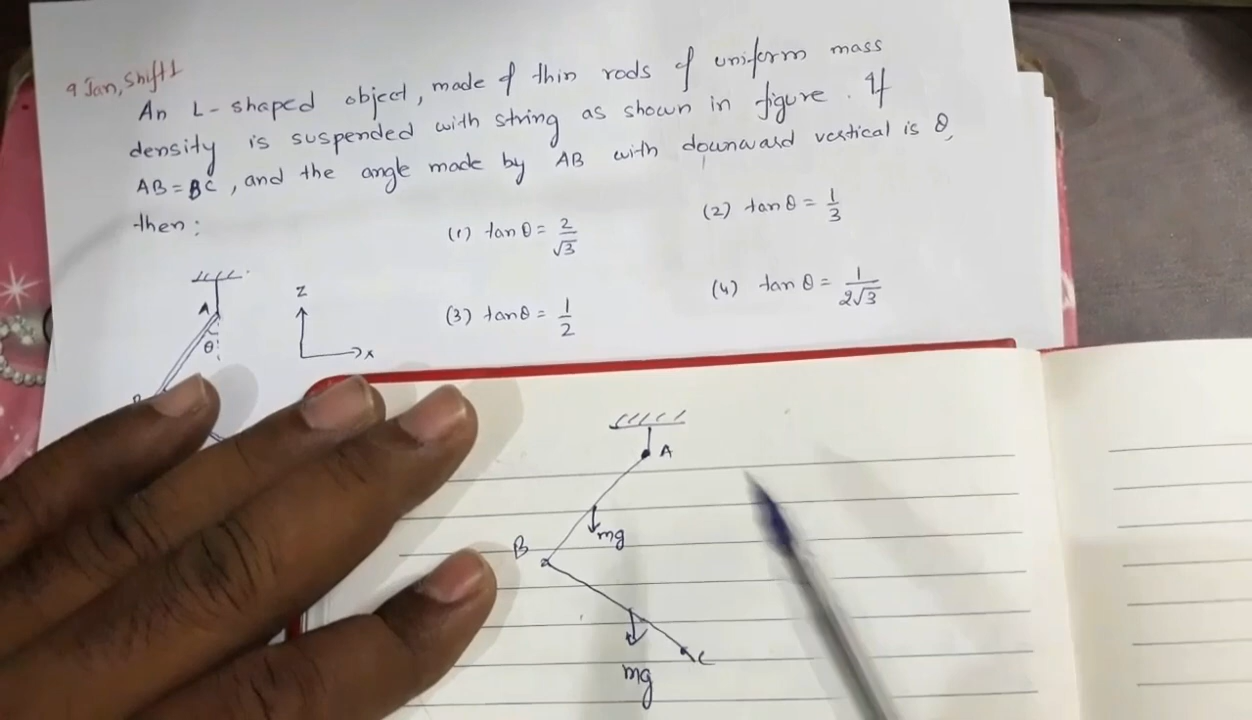 9 Jan, Shift 1
An L-shaped object, made of thin rods of uniform mass
density is suspended with string as shown in figure. If
AB = BC, and the angle made by AB with downward vertical is θ,
then:
(1) tan θ = 2/√3
(2) tan θ = 1/3
(3) tan θ = 1/2
(4) tan θ = 1/2√3
A
θ
Z
x
A
mg
B
C
mg